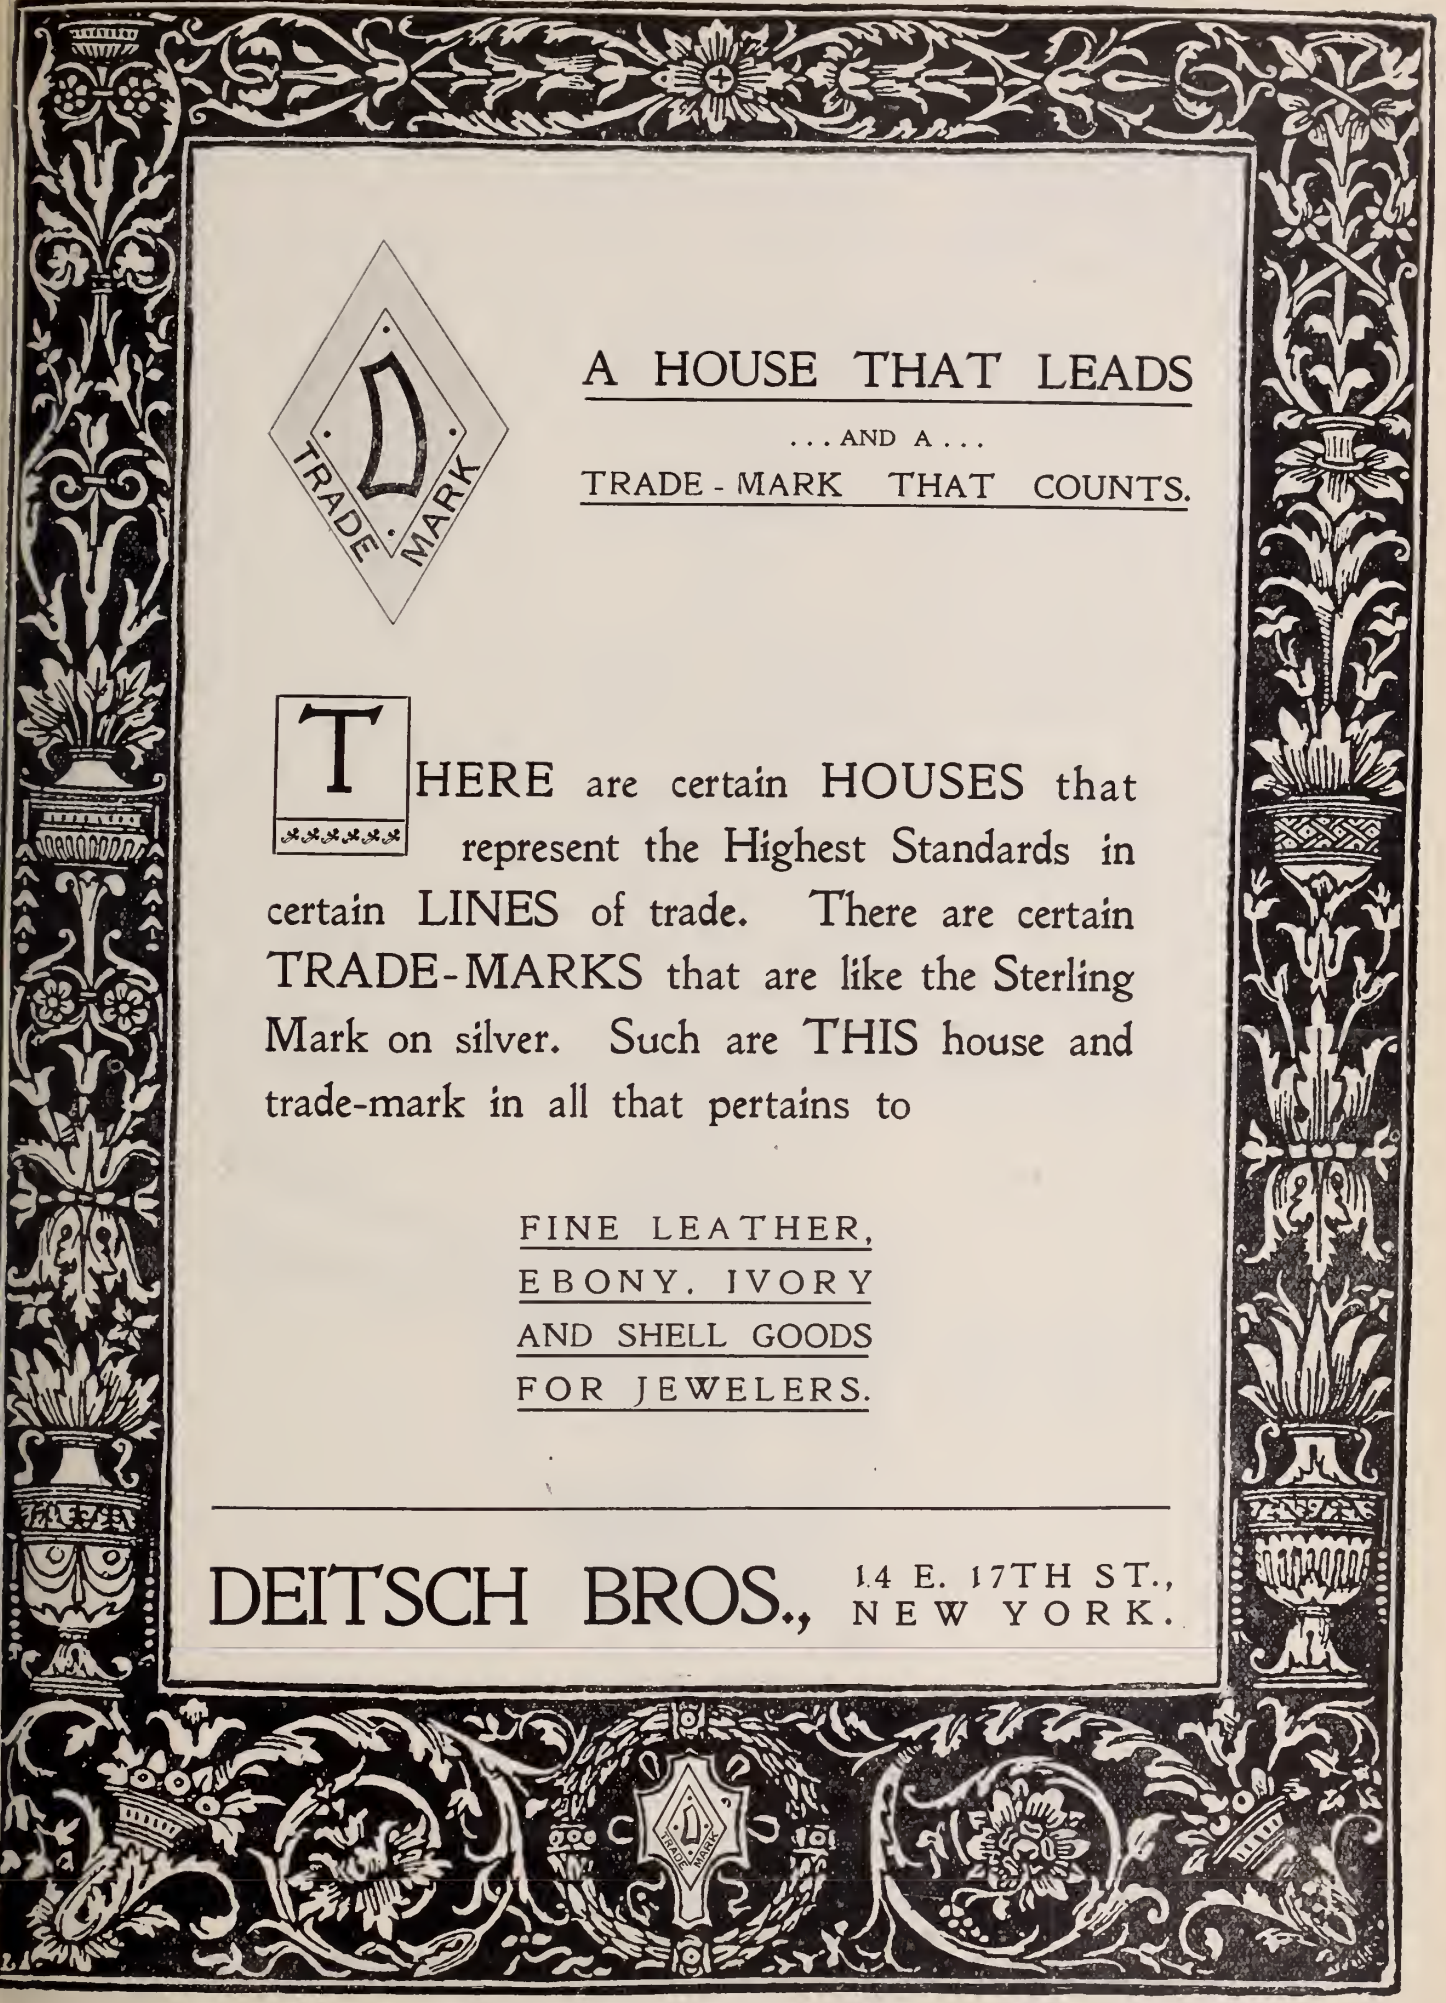 TRADE MARK
A HOUSE THAT LEADS
...AND A...
TRADE-MARK THAT COUNTS.
THERE are certain HOUSES that
represent the Highest Standards in
certain LINES of trade. There are certain
TRADE-MARKS that are like the Sterling
Mark on silver. Such are THIS house and
trade-mark in all that pertains to
FINE LEATHER,
EBONY, IVORY
AND SHELL GOODS
FOR JEWELERS.
DEITSCH BROS., 14 E. 17TH ST.,
NEW YORK.
TRADE MARK